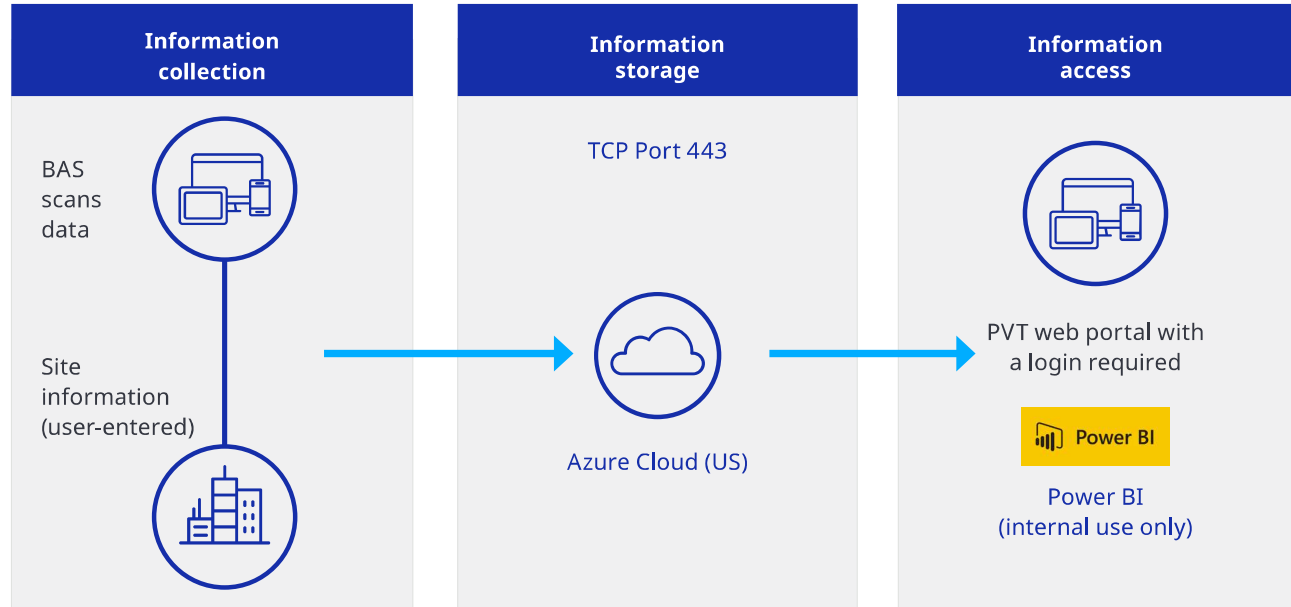 Information
collection
BAS
scans
data
Site
information
(user-entered)
Information
storage
TCP Port 443
Azure Cloud (US)
Information
access
PVT web portal with
a login required
Power BI
Power BI
(internal use only)